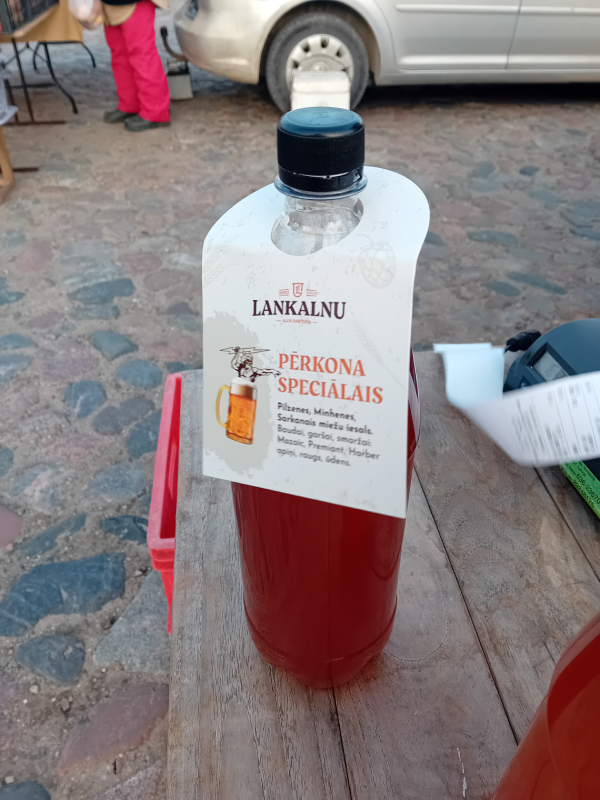 LANKALNU
PĒRKONA
SPECIĀLAIS
Pilzenes, Minhenes,
Sarkanais miežu iesals.
Baudai, garšai, smaržai:
Mozaic, Premiant, Harber
apiņi, raugs, ūdens.